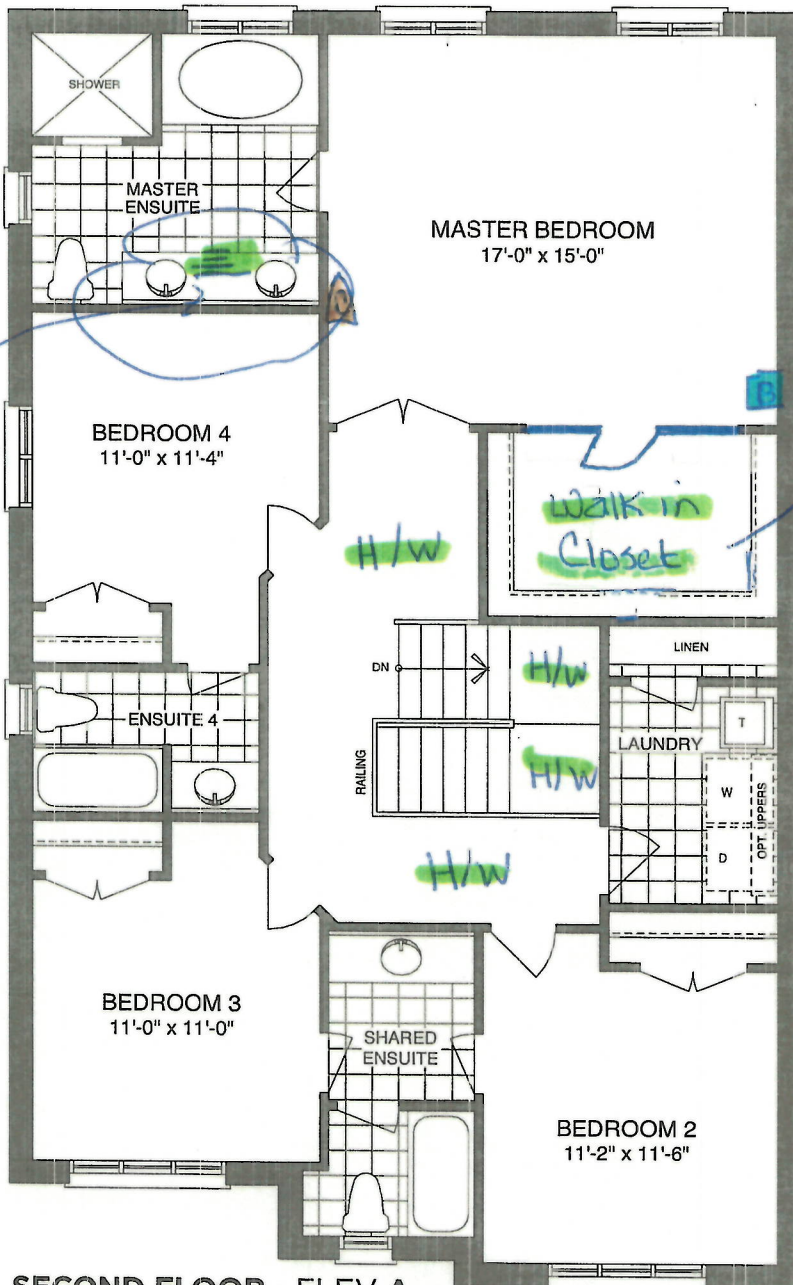 SHOWER
MASTER
ENSUITE
MASTER BEDROOM
17'-0" x 15'-0"
B
BEDROOM 4
11'-0" x 11'-4"
Walk in
Closet
H/W
DN
H/W
LINEN
ENSUITE 4
RAILING
H/W
LAUNDRY
T
W
D
OPT. UPPERS
H/W
BEDROOM 3
11'-0" x 11'-0"
SHARED
ENSUITE
BEDROOM 2
11'-2" x 11'-6"
SECOND FLOOR ELEV A